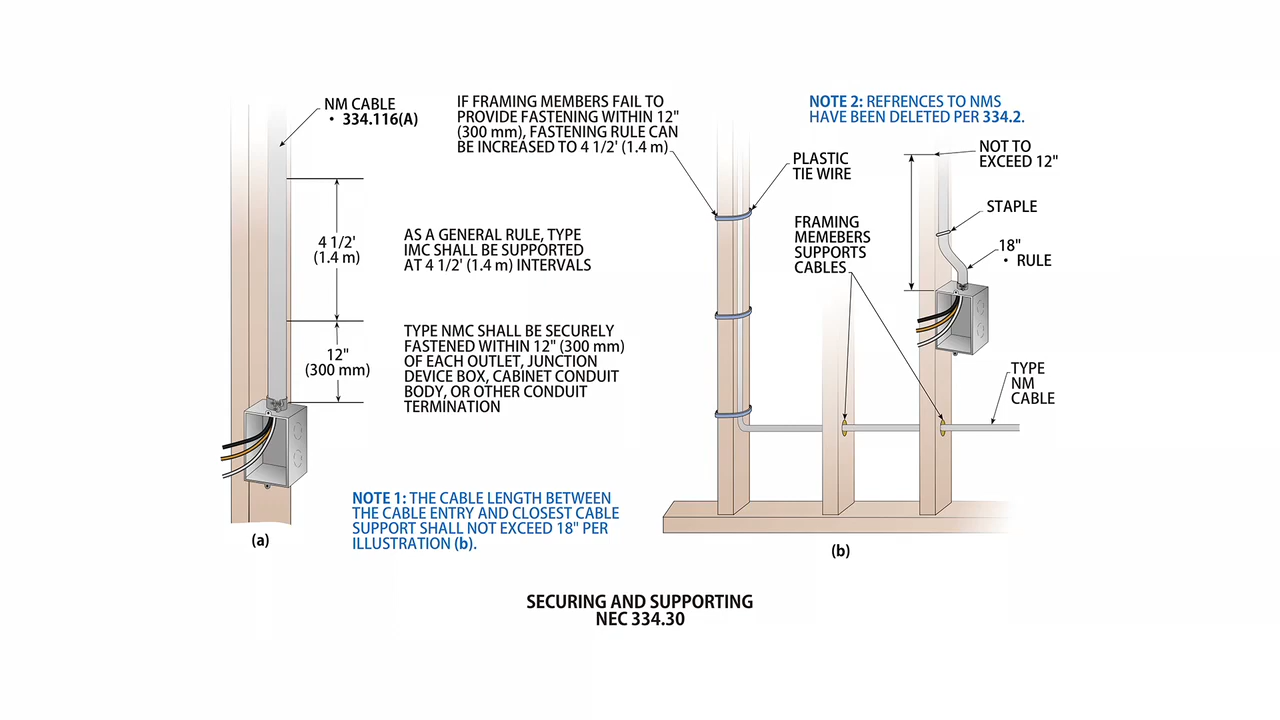 NM CABLE
• 334.116(A)
4 1/2'
(1.4 m)
12"
(300 mm)
AS A GENERAL RULE, TYPE
IMC SHALL BE SUPPORTED
AT 4 1/2' (1.4 m) INTERVALS
TYPE NMC SHALL BE SECURELY
FASTENED WITHIN 12" (300 mm)
OF EACH OUTLET, JUNCTION
DEVICE BOX, CABINET CONDUIT
BODY, OR OTHER CONDUIT
TERMINATION
NOTE 1: THE CABLE LENGTH BETWEEN
THE CABLE ENTRY AND CLOSEST CABLE
SUPPORT SHALL NOT EXCEED 18" PER
ILLUSTRATION (b).
(a)
IF FRAMING MEMBERS FAIL TO
PROVIDE FASTENING WITHIN 12"
(300 mm), FASTENING RULE CAN
BE INCREASED TO 4 1/2' (1.4 m)
PLASTIC
TIE WIRE
FRAMING
MEMEBERS
SUPPORTS
CABLES
NOTE 2: REFRENCES TO NMS
HAVE BEEN DELETED PER 334.2.
NOT TO
EXCEED 12"
STAPLE
18"
• RULE
TYPE
NM
CABLE
(b)
SECURING AND SUPPORTING
NEC 334.30